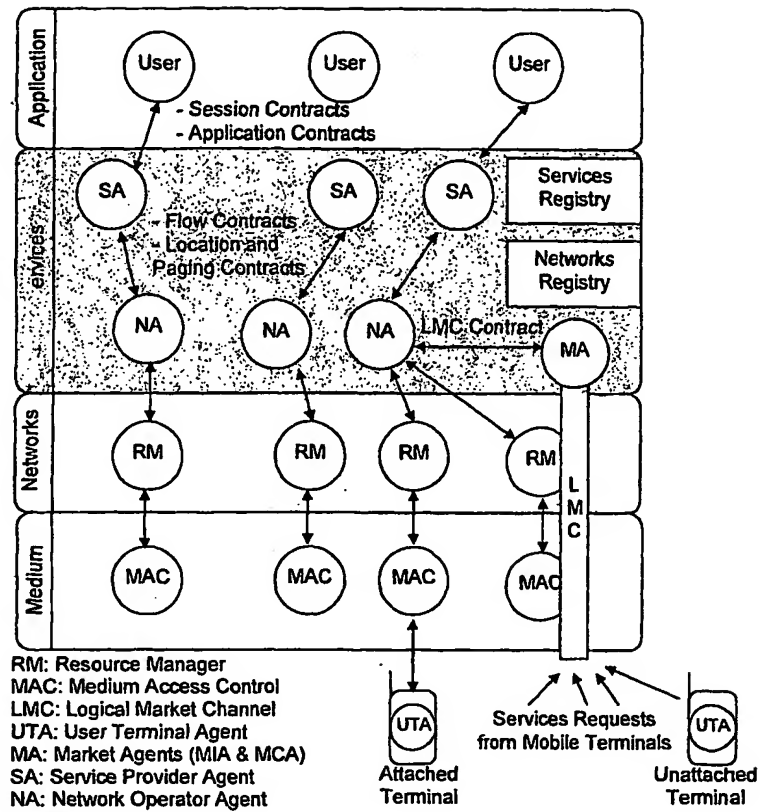 Application
User
User
User
- Session Contracts
- Application Contracts
ervices
SA
SA
SA
Services
Registry
- Flow Contracts
- Location and
Paging Contracts
Networks
Registry
NA
NA
NA
LMC Contract
MA
Networks
RM
RM
RM
RM
LMC
Medium
MAC
MAC
MAC
MAC
RM: Resource Manager
MAC: Medium Access Control
LMC: Logical Market Channel
UTA: User Terminal Agent
MA: Market Agents (MIA & MCA)
SA: Service Provider Agent
NA: Network Operator Agent
UTA
Attached
Terminal
Services Requests
from Mobile Terminals
UTA
Unattached
Terminal